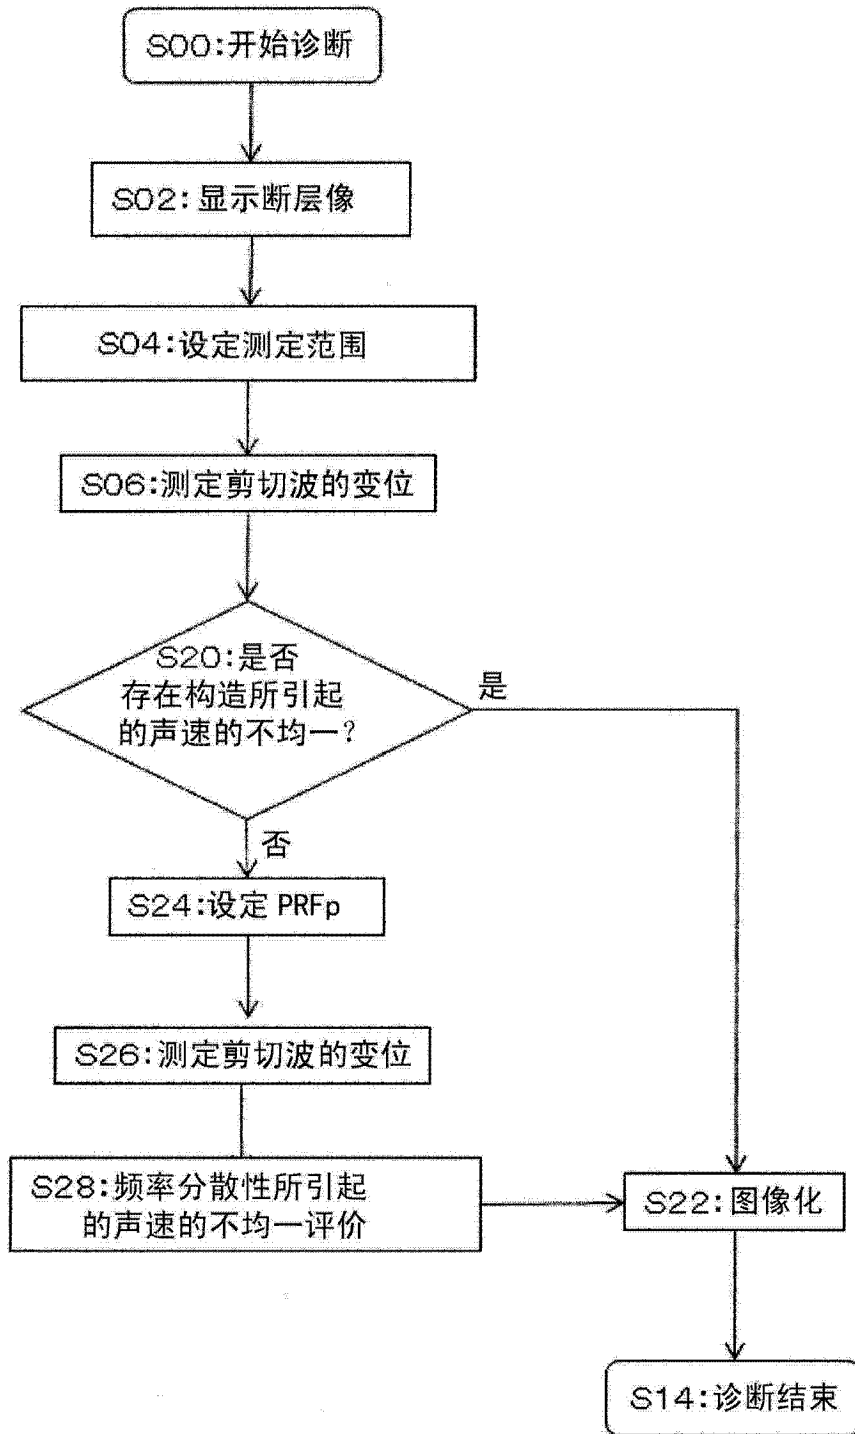 S00:开始诊断
S02:显示断层像
S04:设定测定范围
S06:测定剪切波的变位
S20:是否
存在构造所引起
的声速的不均一?
是
否
S24:设定 PRFp
S26:测定剪切波的变位
S28:频率分散性所引起
的声速的不均一评价
S22:图像化
S14:诊断结束